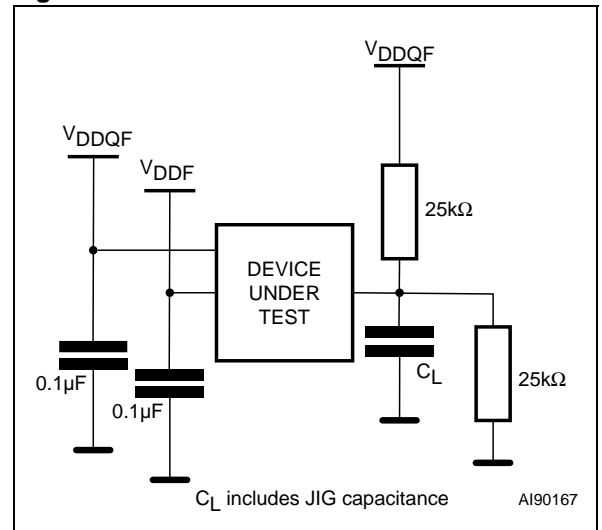 VDDQF
VDDQF
VDDF
25kΩ
DEVICE
UNDER
TEST
0.1µF
0.1µF
CL
25kΩ
CL includes JIG capacitance
AI90167